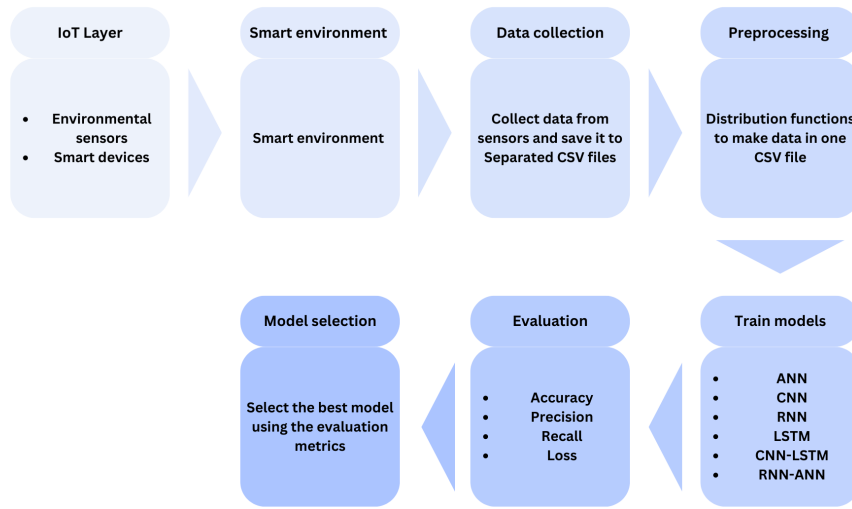 IoT Layer
Environmental
sensors
Smart devices
Smart environment
Smart environment
Data collection
Collect data from
sensors and save it to
Separated CSV files
Preprocessing
Distribution functions
to make data in one
CSV file
Train models
ANN
CNN
RNN
LSTM
CNN-LSTM
RNN-ANN
Evaluation
Accuracy
Precision
Recall
Loss
Model selection
Select the best model
using the evaluation
metrics